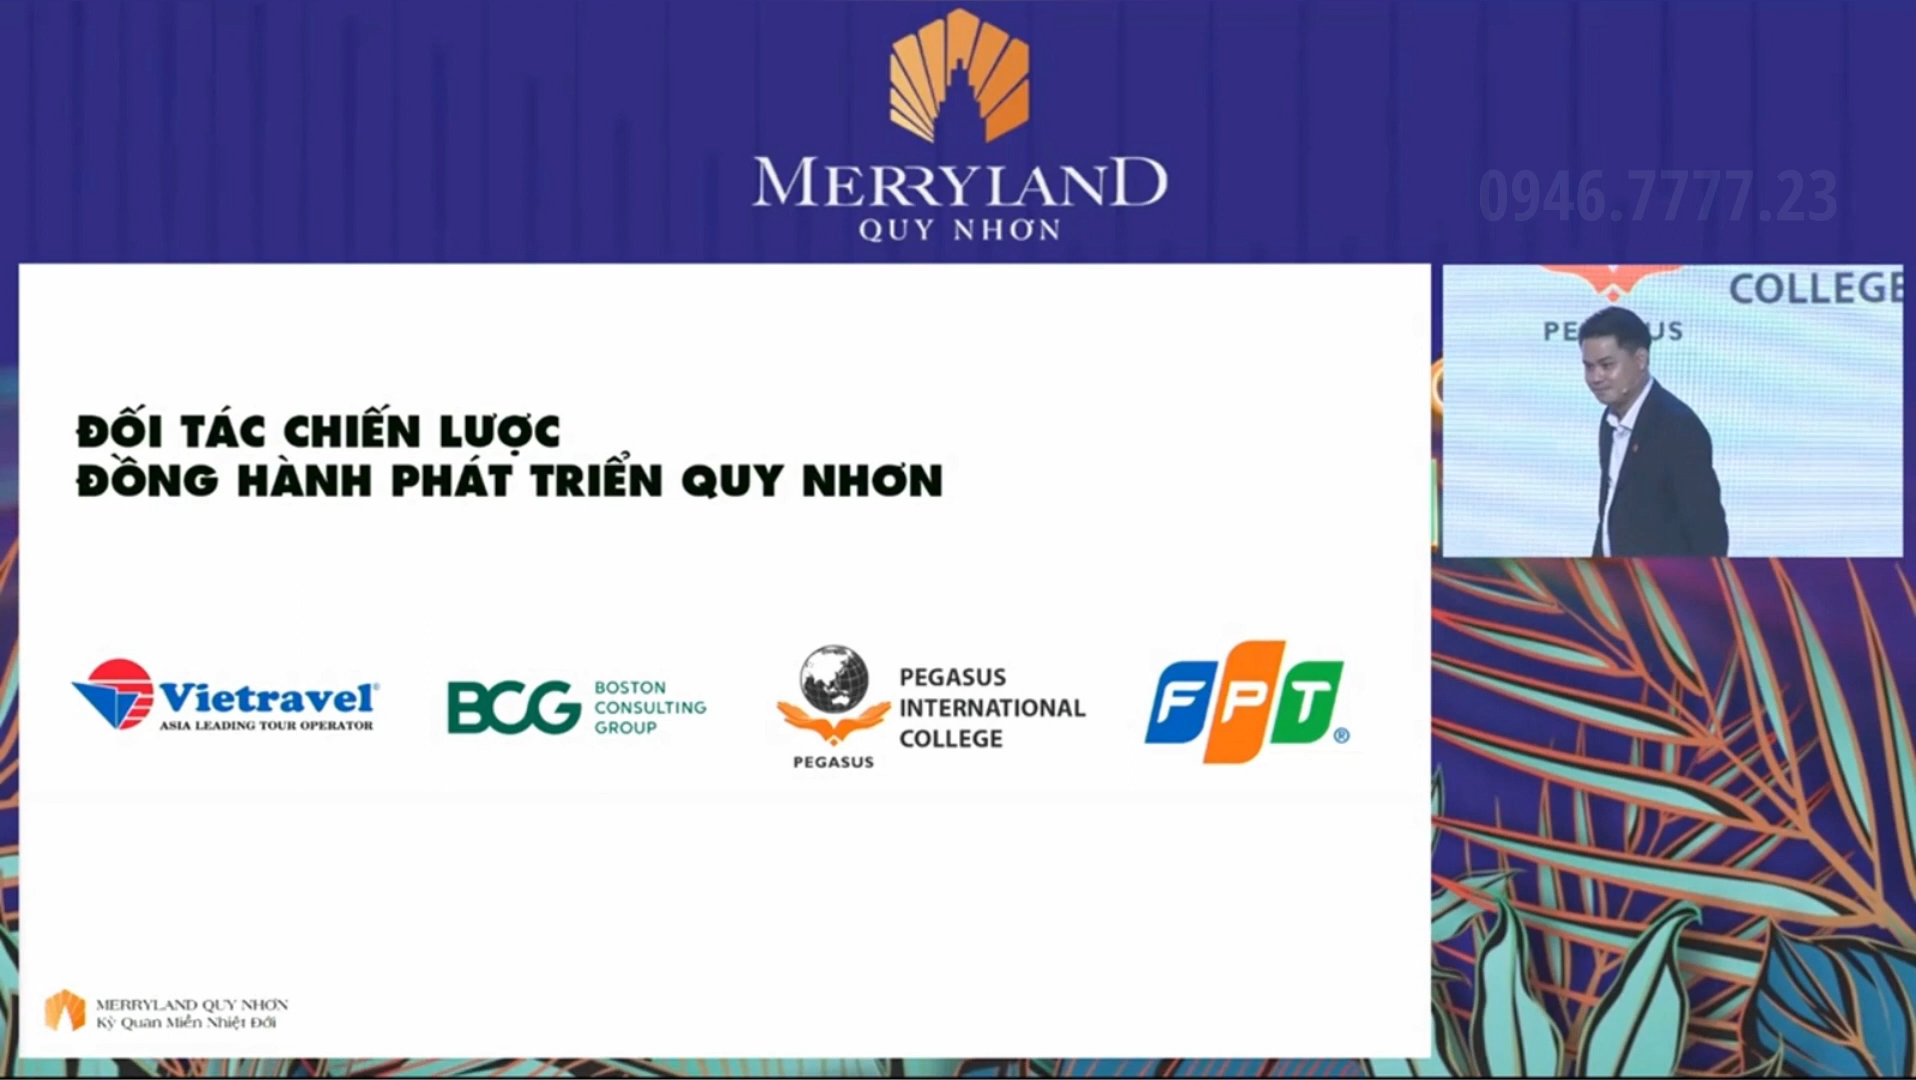 MERRYLAND
QUY NHƠN
0946.7777.23
COLLEGE
ĐỐI TÁC CHIẾN LƯỢC
ĐỒNG HÀNH PHÁT TRIỂN QUY NHƠN
Vietravel®
ASIA LEADING TOUR OPERATOR
BCG
BOSTON
CONSULTING
GROUP
PEGASUS
PEGASUS
INTERNATIONAL
COLLEGE
FPT®
MERRYLAND QUY NHƠN
Kỳ Quan Miền Nhiệt Đới